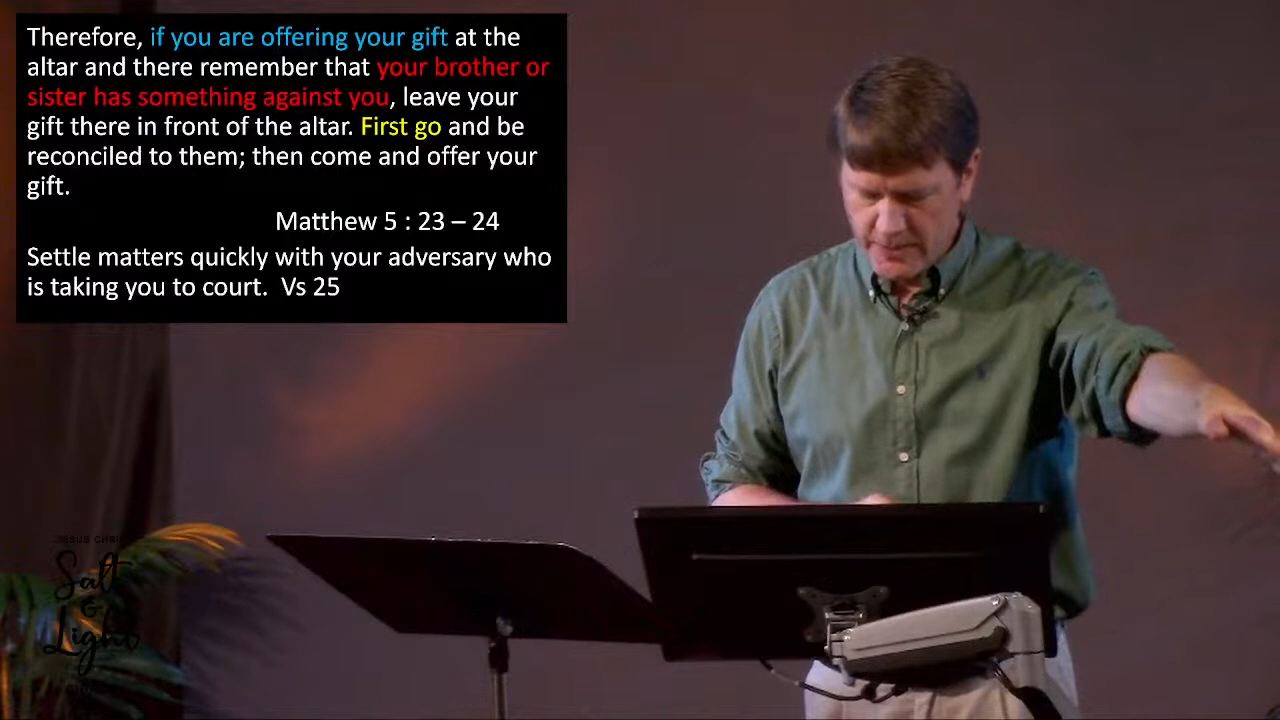 Therefore, if you are offering your gift at the
altar and there remember that your brother or
sister has something against you, leave your
gift there in front of the altar. First go and be
reconciled to them; then come and offer your
gift.
Matthew 5 : 23 – 24
Settle matters quickly with your adversary who
is taking you to court.  Vs 25
Salt
&
Light